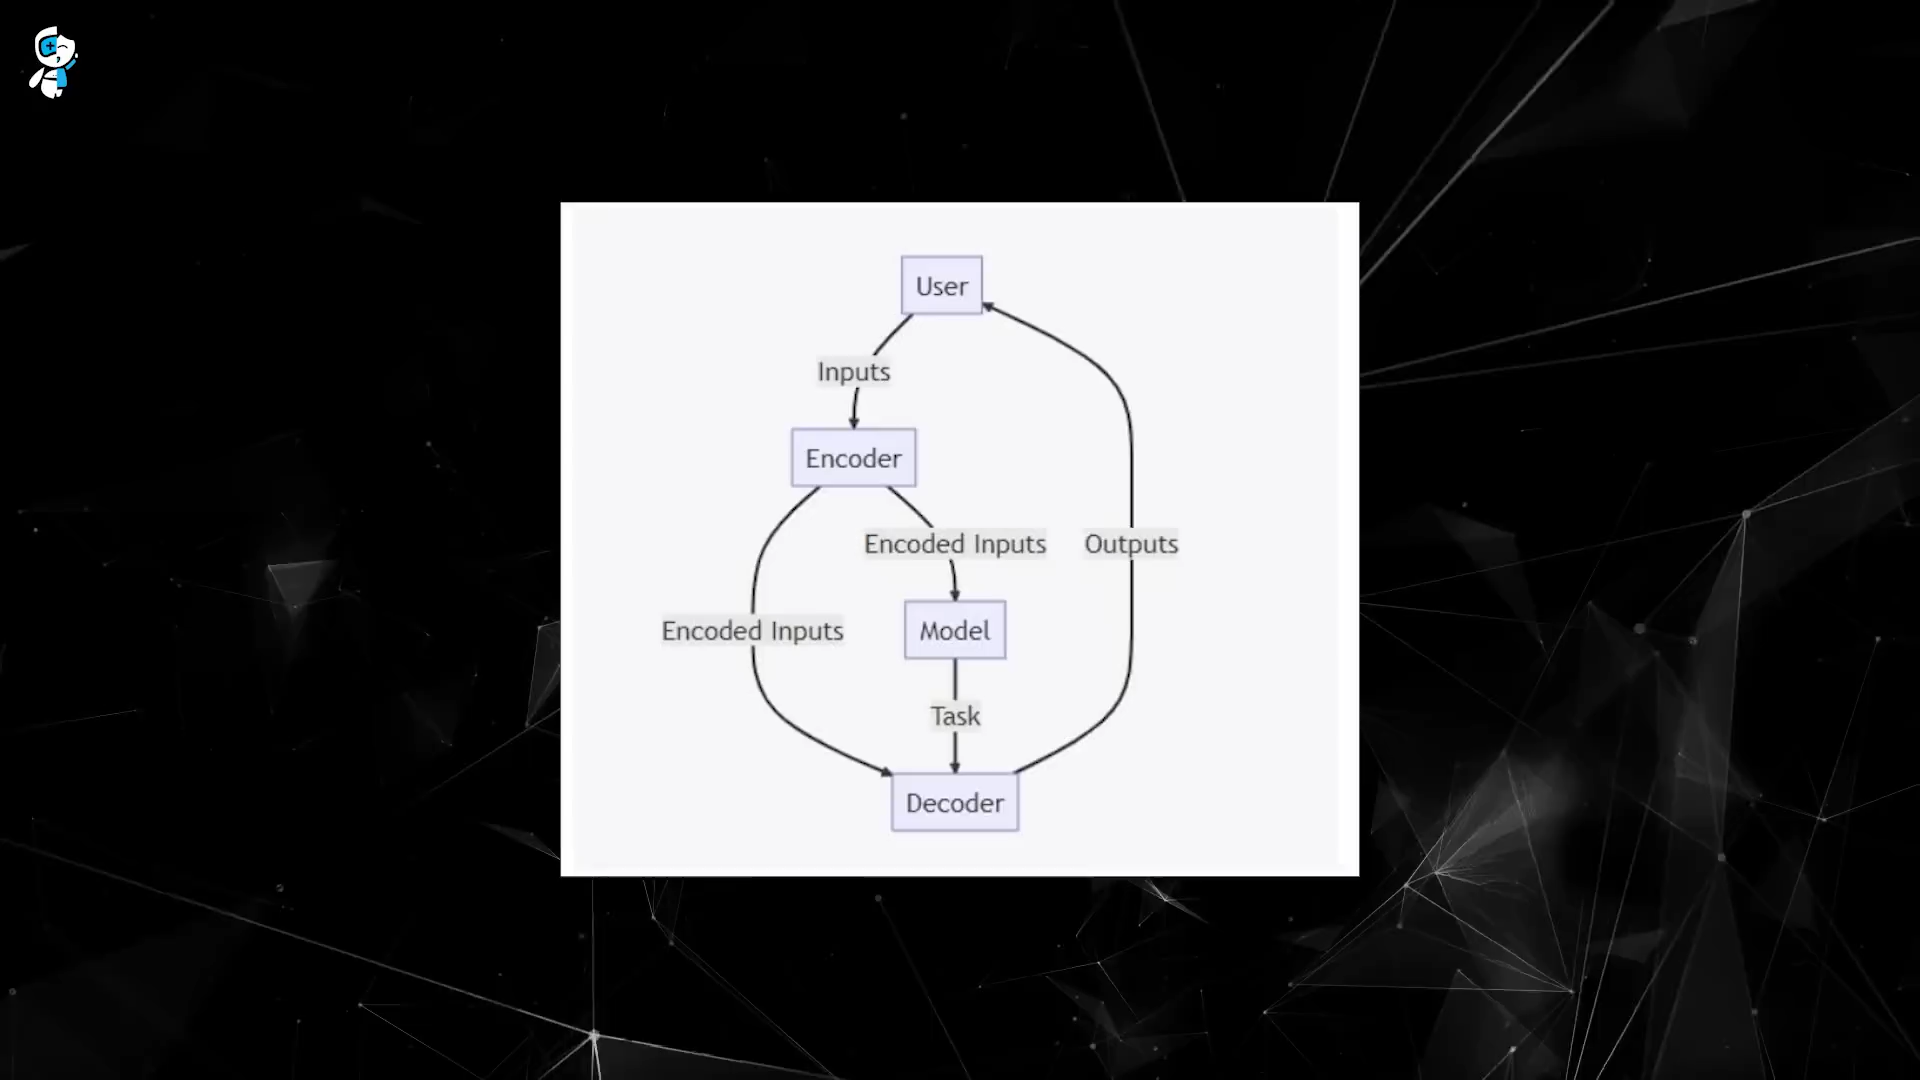 User
Inputs
Encoder
Encoded Inputs
Outputs
Encoded Inputs
Model
Task
Decoder